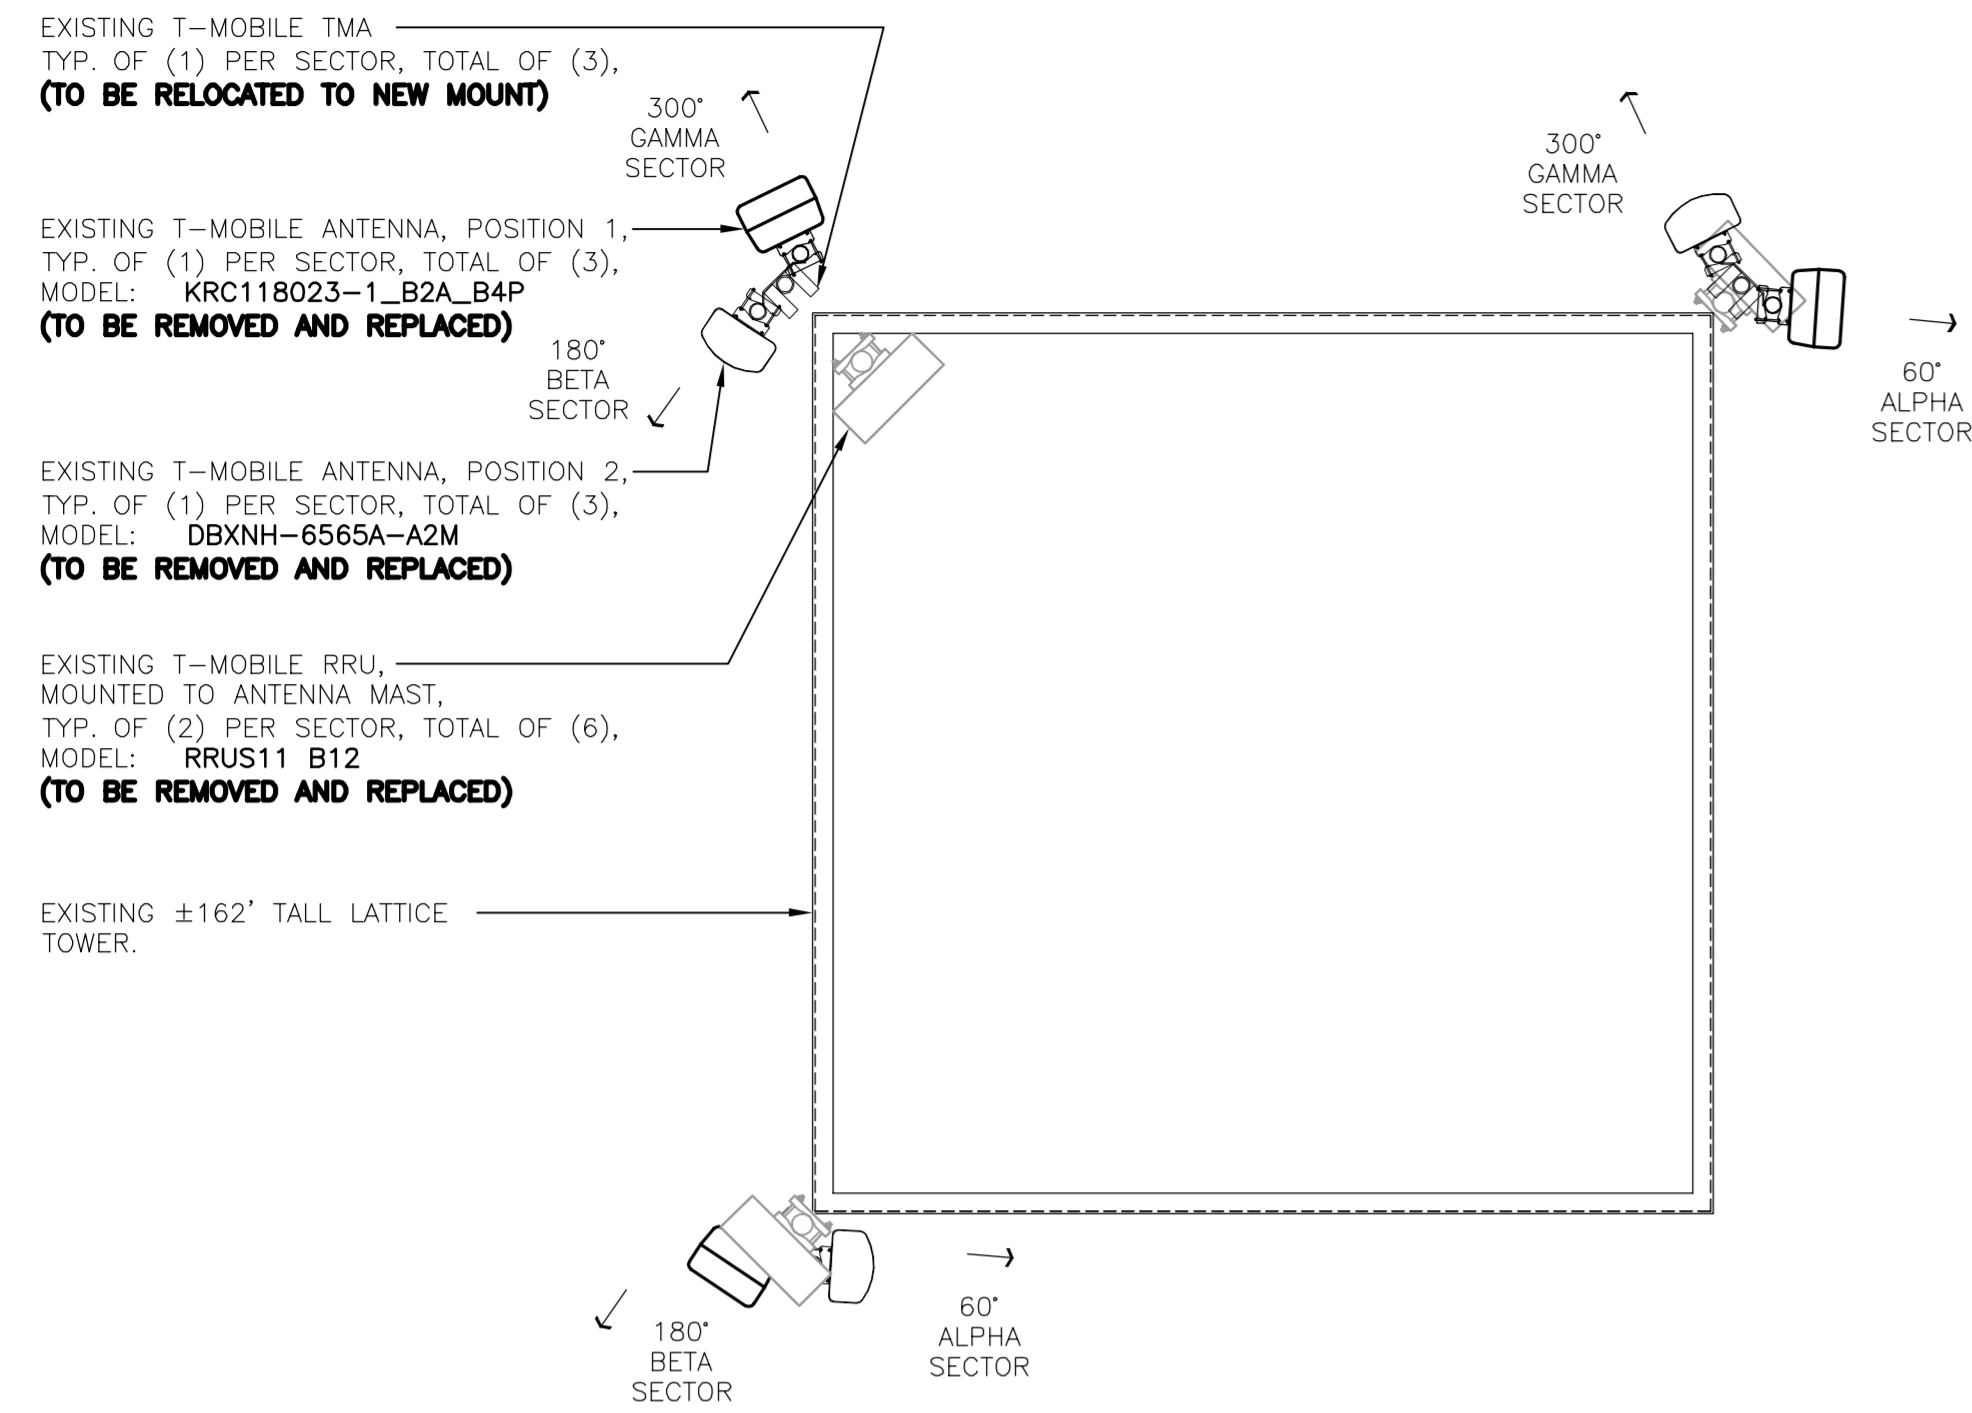 EXISTING T-MOBILE TMA
TYP. OF (1) PER SECTOR, TOTAL OF (3),
(TO BE RELOCATED TO NEW MOUNT)
300°
GAMMA
SECTOR
300°
GAMMA
SECTOR
EXISTING T-MOBILE ANTENNA, POSITION 1,
TYP. OF (1) PER SECTOR, TOTAL OF (3),
MODEL: KRC118023-1_B2A_B4P
(TO BE REMOVED AND REPLACED)
180°
BETA
SECTOR
60°
ALPHA
SECTOR
EXISTING T-MOBILE ANTENNA, POSITION 2,
TYP. OF (1) PER SECTOR, TOTAL OF (3),
MODEL: DBXNH-6565A-A2M
(TO BE REMOVED AND REPLACED)
EXISTING T-MOBILE RRU,
MOUNTED TO ANTENNA MAST,
TYP. OF (2) PER SECTOR, TOTAL OF (6),
MODEL: RRUS11 B12
(TO BE REMOVED AND REPLACED)
EXISTING ±162' TALL LATTICE
TOWER.
180°
BETA
SECTOR
60°
ALPHA
SECTOR